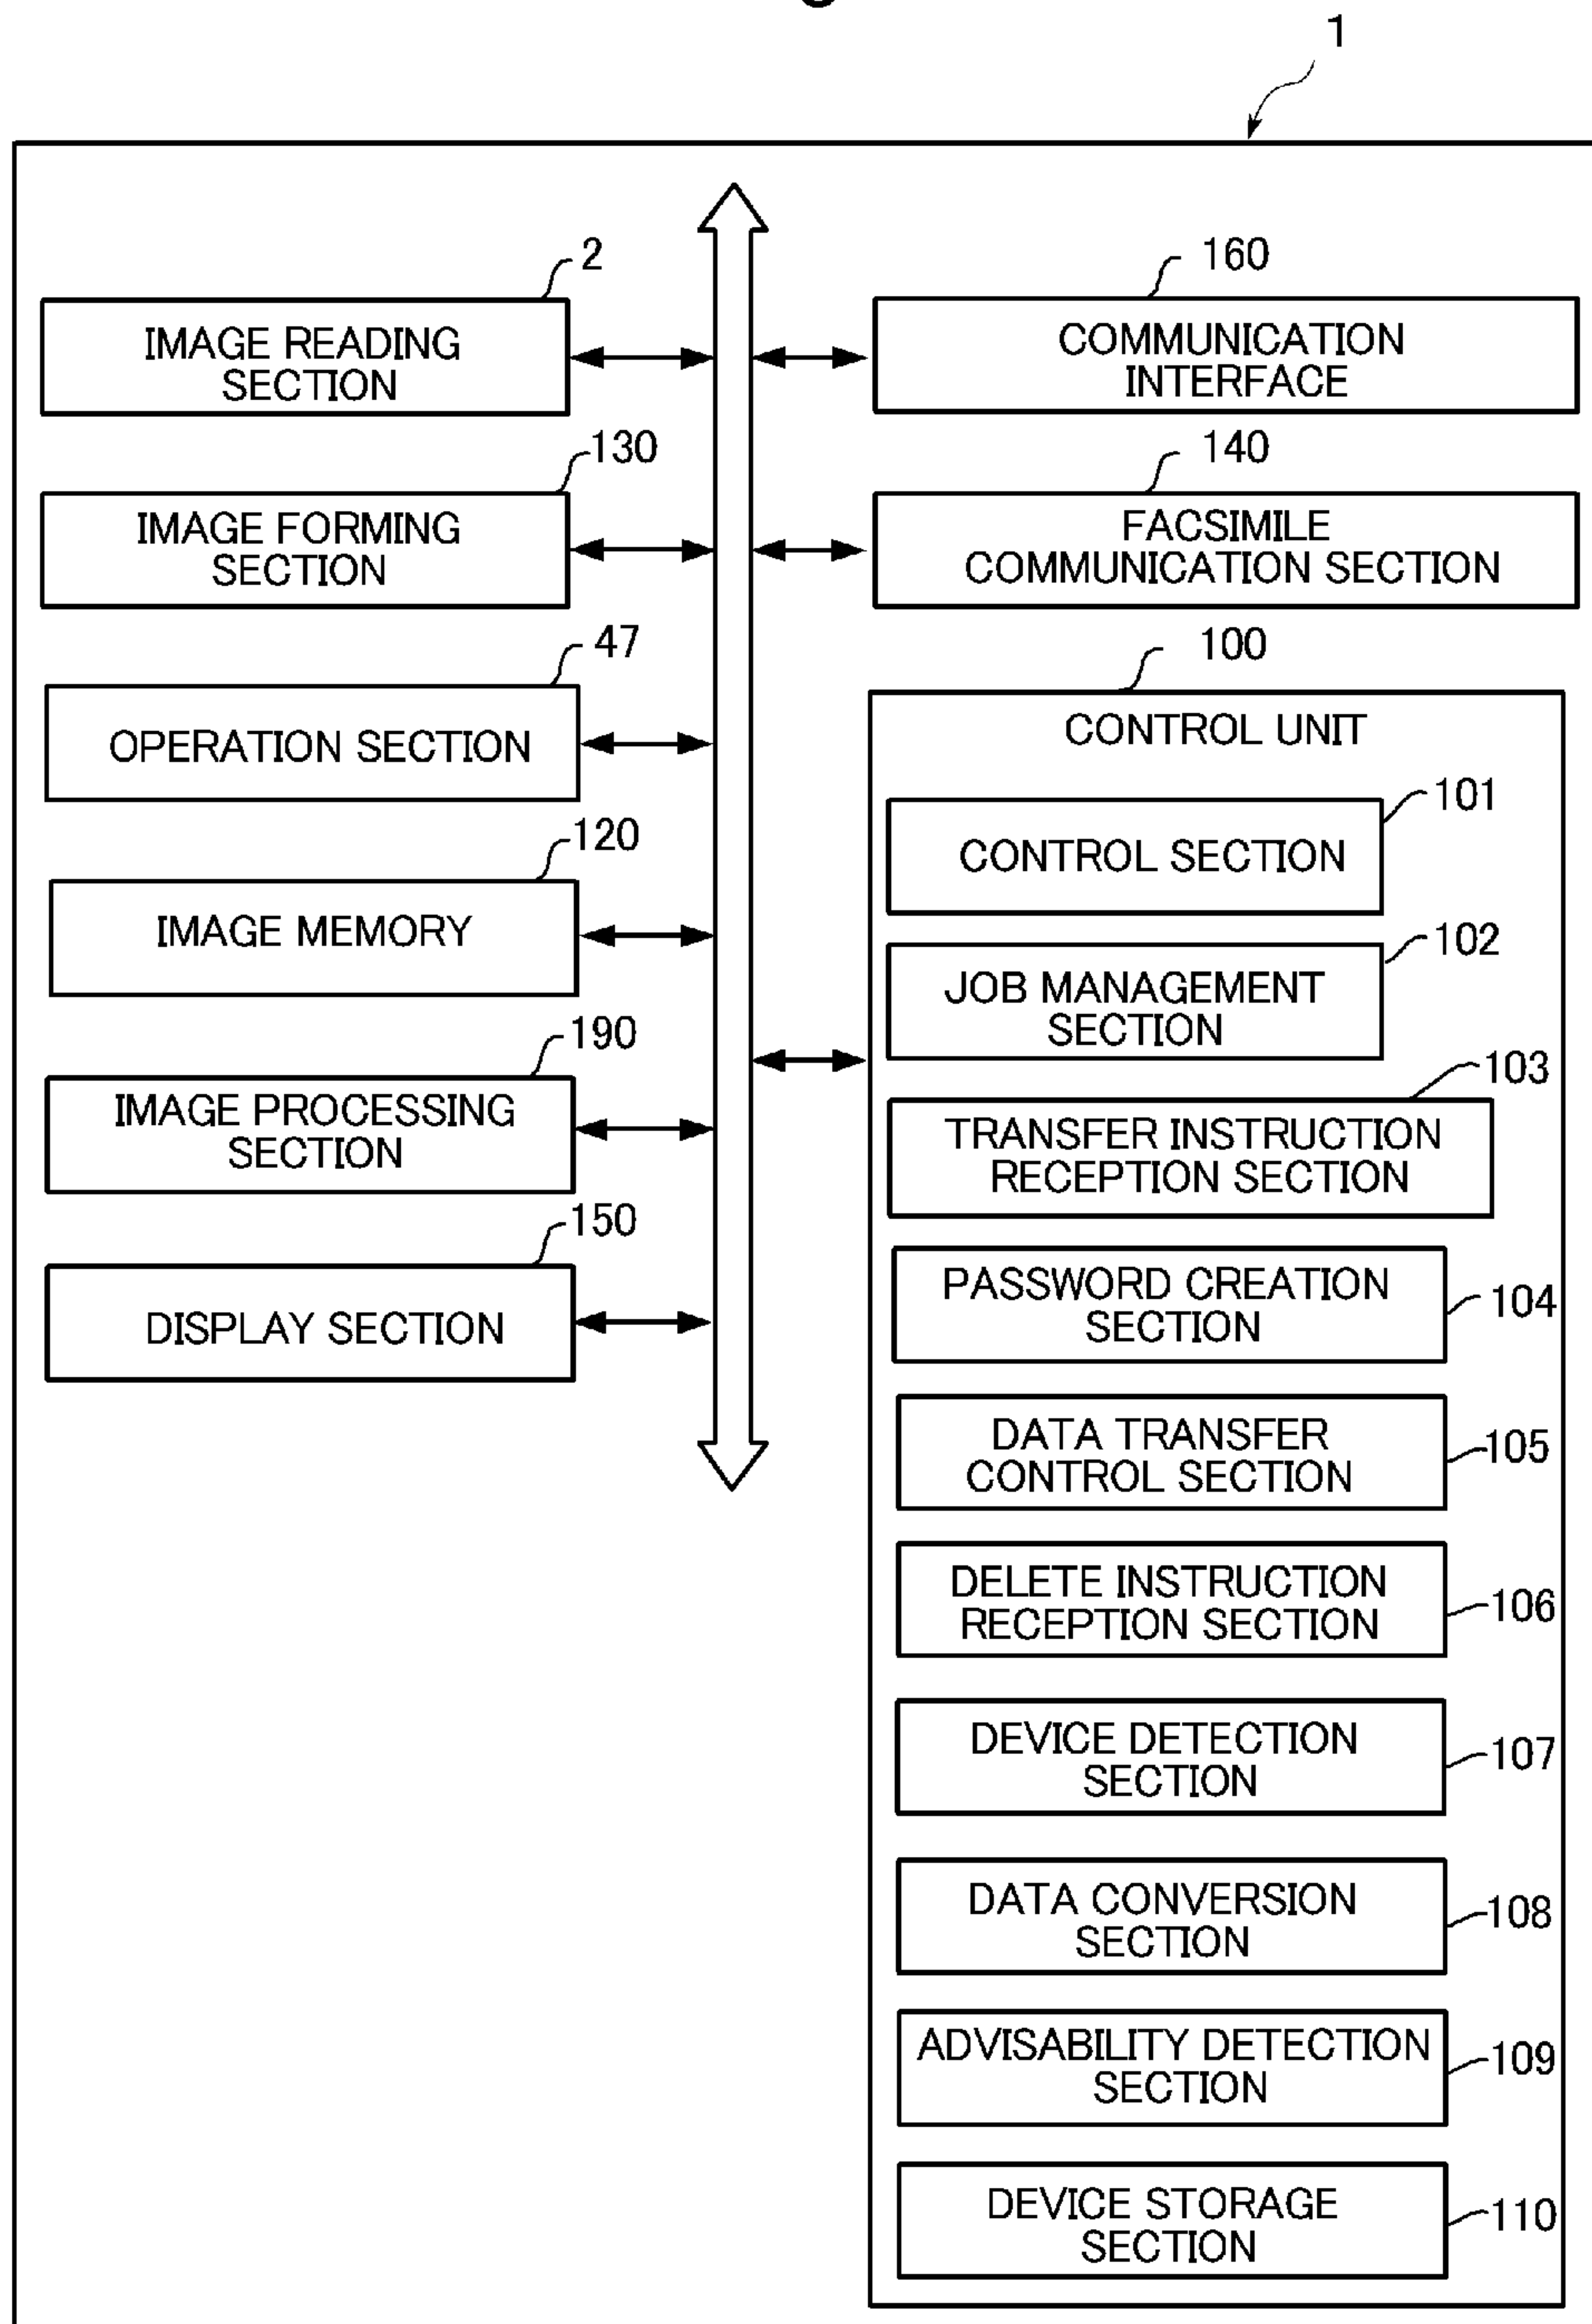 1
2
IMAGE READING
SECTION
130
IMAGE FORMING
SECTION
47
OPERATION SECTION
120
IMAGE MEMORY
190
IMAGE PROCESSING
SECTION
150
DISPLAY SECTION
160
COMMUNICATION
INTERFACE
140
FACSIMILE
COMMUNICATION SECTION
100
CONTROL UNIT
101
CONTROL SECTION
102
JOB MANAGEMENT
SECTION
103
TRANSFER INSTRUCTION
RECEPTION SECTION
PASSWORD CREATION
SECTION
104
DATA TRANSFER
CONTROL SECTION
105
DELETE INSTRUCTION
RECEPTION SECTION
106
DEVICE DETECTION
SECTION
107
DATA CONVERSION
SECTION
108
ADVISABILITY DETECTION
SECTION
109
DEVICE STORAGE
SECTION
110